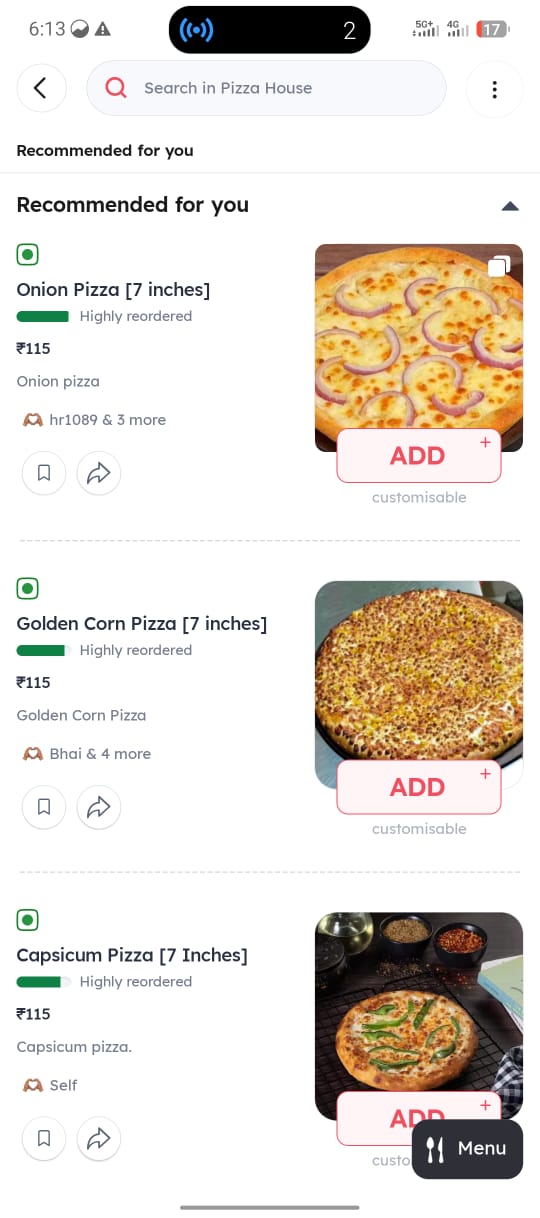 6:13
2
5G+ 4G 17
Search in Pizza House
Recommended for you
Recommended for you
Onion Pizza [7 inches]
Highly reordered
₹115
Onion pizza
hr1089 & 3 more
ADD +
customisable
Golden Corn Pizza [7 inches]
Highly reordered
₹115
Golden Corn Pizza
Bhai & 4 more
ADD +
customisable
Capsicum Pizza [7 Inches]
Highly reordered
₹115
Capsicum pizza.
Self
ADD +
custo
Menu